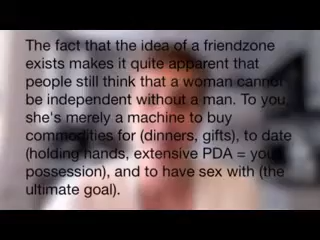 The fact that the idea of a friendzone
exists makes it quite apparent that
people still think that a woman cannot
be independent without a man. To you,
she's merely a machine to buy
commodities for (dinners, gifts), to date
(holding hands, extensive PDA = your
possession), and to have sex with (the
ultimate goal).